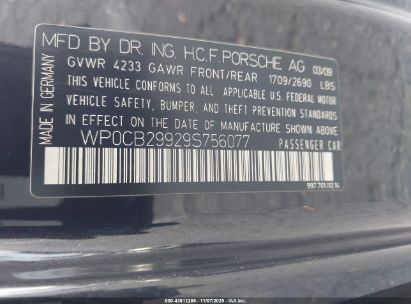 MFD BY DR. ING. H.C.F. PORSCHE AG 03/09
GVWR 4233 GAWR FRONT/REAR 1709/2690 LBS
THIS VEHICLE CONFORMS TO ALL APPLICABLE U.S. FEDERAL MOTOR
VEHICLE SAFETY, BUMPER, AND THEFT PREVENTION STANDARDS
IN EFFECT ON THE DATE OF MANUFACTURE SHOWN ABOVE.
WP0CB29929S756077 PASSENGER CAR
MADE IN GERMANY
997.701.112.14